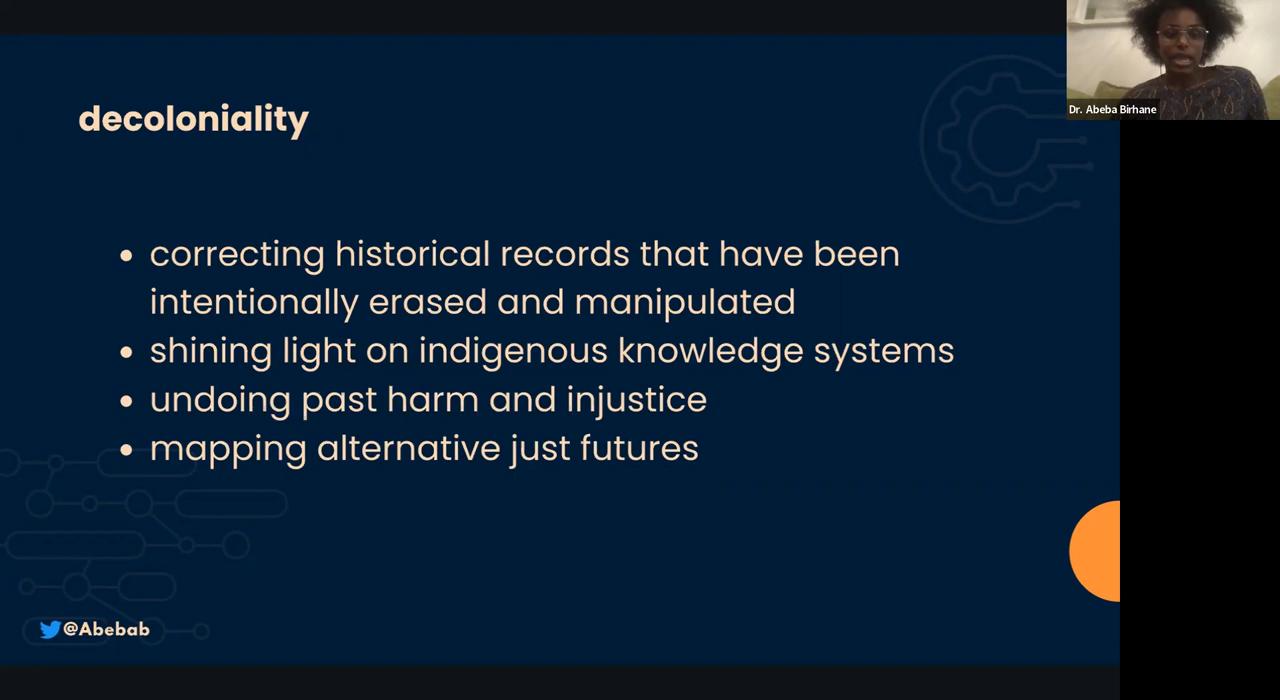 Dr. Abeba Birhane
decoloniality
• correcting historical records that have been
intentionally erased and manipulated
• shining light on indigenous knowledge systems
• undoing past harm and injustice
• mapping alternative just futures
@Abebab